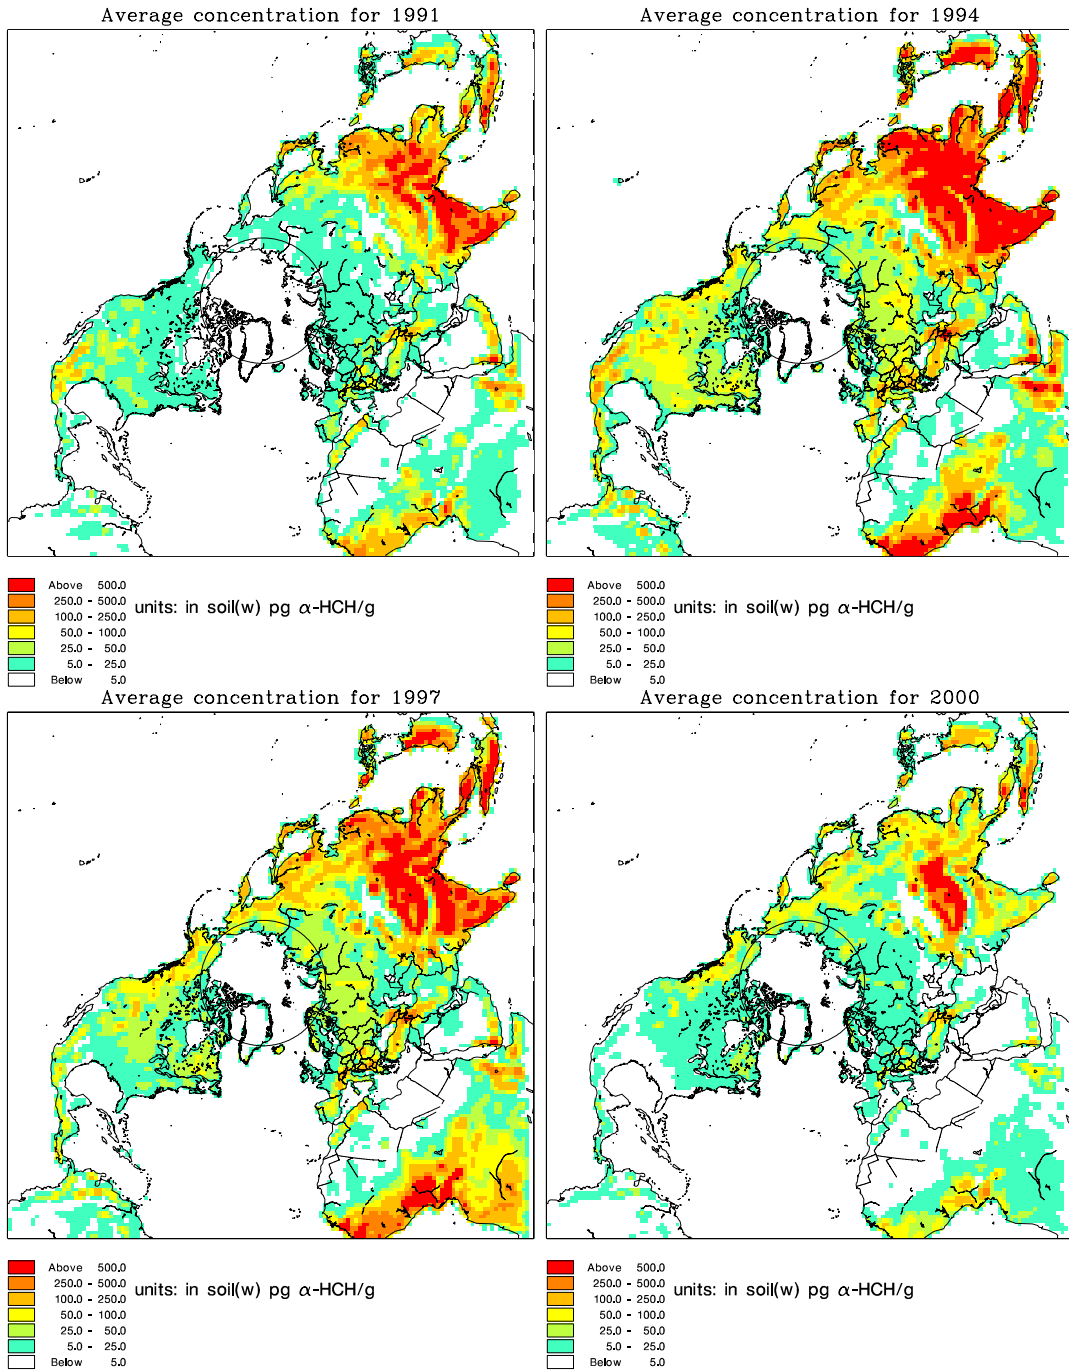 Average concentration for 1991
Average concentration for 1994
Above 500.0
250.0 - 500.0
100.0 - 250.0
50.0 - 100.0
25.0 - 50.0
5.0 - 25.0
Below 5.0
units: in soil(w) pg α-HCH/g
Above 500.0
250.0 - 500.0
100.0 - 250.0
50.0 - 100.0
25.0 - 50.0
5.0 - 25.0
Below 5.0
units: in soil(w) pg α-HCH/g
Average concentration for 1997
Average concentration for 2000
Above 500.0
250.0 - 500.0
100.0 - 250.0
50.0 - 100.0
25.0 - 50.0
5.0 - 25.0
Below 5.0
units: in soil(w) pg α-HCH/g
Above 500.0
250.0 - 500.0
100.0 - 250.0
50.0 - 100.0
25.0 - 50.0
5.0 - 25.0
Below 5.0
units: in soil(w) pg α-HCH/g